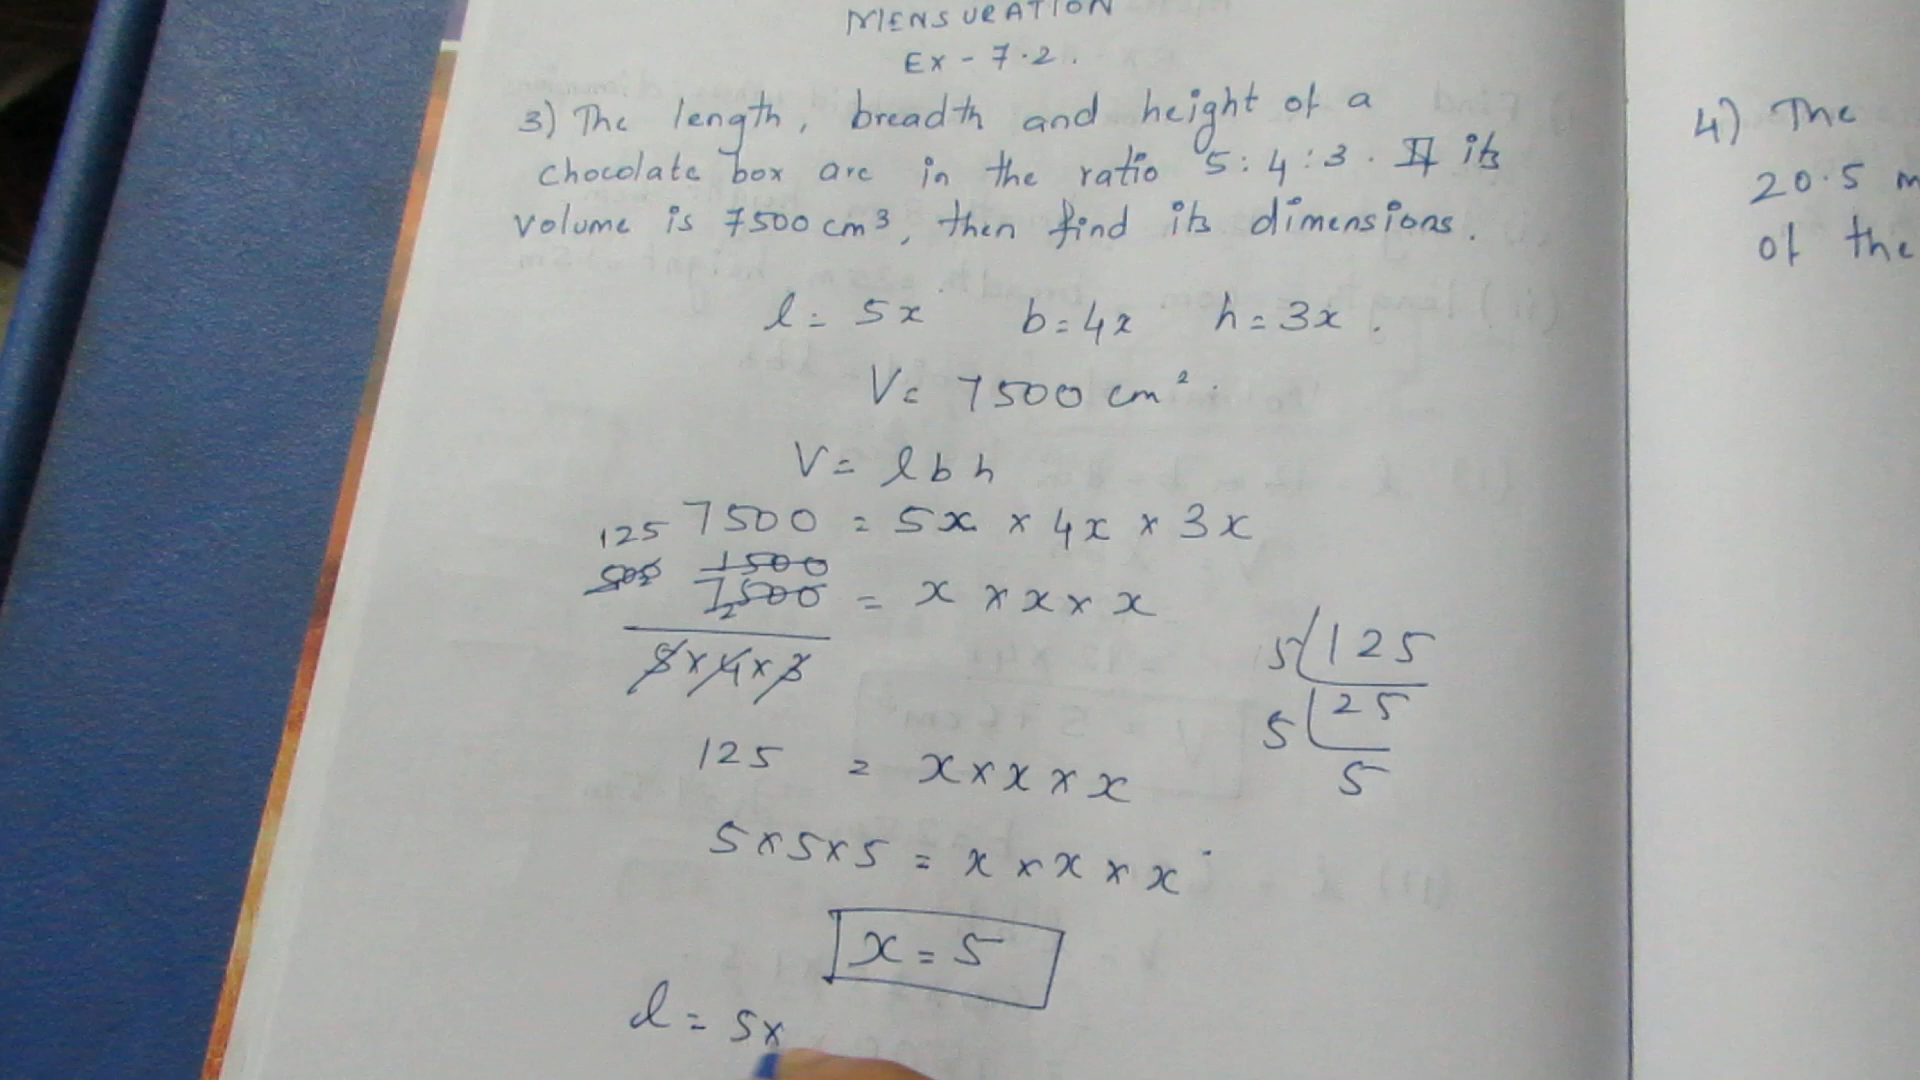 MENSURATION
Ex - 7.2.
3) The length, breadth and height of a
chocolate box are in the ratio 5:4:3. If its
volume is 7500 cm³, then find its dimensions.
l = 5x b = 4x h = 3x.
V = 7500 cm².
V = lbh
7500 = 5x × 4x × 3x
125
500 1500
7500 = x × x × x
5×4×3
125 = x × x × x
5×5×5 = x × x × x
x = 5
l = 5x
5 125
5 25
5
4) The
20.5 m
of the